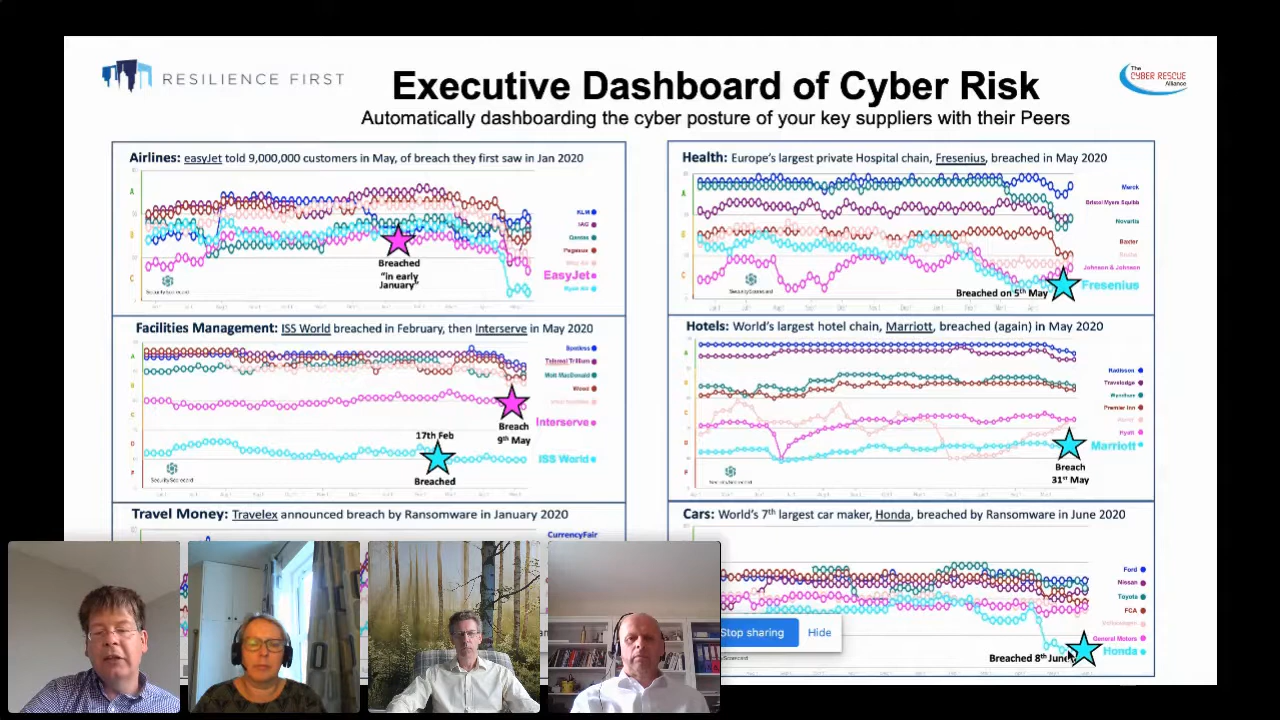 RESILIENCE FIRST
Executive Dashboard of Cyber Risk
The
CYBER RESCUE
Alliance
Automatically dashboarding the cyber posture of your key suppliers with their Peers
Airlines: easyJet told 9,000,000 customers in May, of breach they first saw in Jan 2020
A
B
C
KLM
IAG
Pegasus
EasyJet
Ryan Air
Breached
"in early
January"
SecurityScorecard
Health: Europe's largest private Hospital chain, Fresenius, breached in May 2020
A
B
C
Merck
Bristol Myers Squibb
Novartis
Baxter
Johnson & Johnson
Fresenius
Breached on 5th May
SecurityScorecard
Facilities Management: ISS World breached in February, then Interserve in May 2020
A
B
C
D
F
Mott MacDonald
Wood
Interserve
ISS World
Breach
9th May
17th Feb
Breached
SecurityScorecard
Hotels: World's largest hotel chain, Marriott, breached (again) in May 2020
A
B
C
D
F
Radisson
Travelodge
Wyndham
Premier Inn
Hyatt
Marriott
Breach
31st May
SecurityScorecard
Travel Money: Travelex announced breach by Ransomware in January 2020
CurrencyFair
Cars: World's 7th largest car maker, Honda, breached by Ransomware in June 2020
Ford
Nissan
Toyota
FCA
Volkswagen
General Motors
Honda
Breached 8th June
Stop sharing
Hide